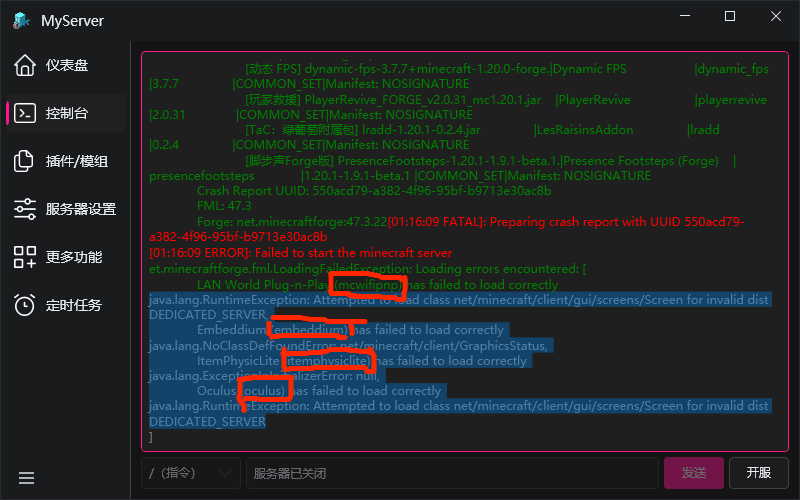 MyServer
仪表盘
控制台
插件/模组
服务器设置
更多功能
定时任务
[动态 FPS] dynamic-fps-3.7.7+minecraft-1.20.0-forge.|Dynamic FPS |dynamic_fps
|3.7.7 |COMMON_SET|Manifest: NOSIGNATURE
[玩家救援] PlayerRevive_FORGE_v2.0.31_mc1.20.1.jar |PlayerRevive |playerrevive
|2.0.31 |COMMON_SET|Manifest: NOSIGNATURE
[TaC：绿葡萄附属包] lradd-1.20.1-0.2.4.jar |LesRaisinsAddon |lradd
|0.2.4 |COMMON_SET|Manifest: NOSIGNATURE
[脚步声Forge版] PresenceFootsteps-1.20.1-1.9.1-beta.1.|Presence Footsteps (Forge) |
presencefootsteps |1.20.1-1.9.1-beta.1 |COMMON_SET|Manifest: NOSIGNATURE
Crash Report UUID: 550acd79-a382-4f96-95bf-b9713e30ac8b
FML: 47.3
Forge: net.minecraftforge:47.3.22[01:16:09 FATAL]: Preparing crash report with UUID 550acd79-
a382-4f96-95bf-b9713e30ac8b
[01:16:09 ERROR]: Failed to start the minecraft server
et.minecraftforge.fml.LoadingFailedException: Loading errors encountered: [
LAN World Plug-n-Play (mcwifipnp) has failed to load correctly
java.lang.RuntimeException: Attempted to load class net/minecraft/client/gui/screens/Screen for invalid dist
DEDICATED_SERVER,
Embeddium (embeddium) has failed to load correctly
java.lang.NoClassDefFoundError: net/minecraft/client/GraphicsStatus,
ItemPhysicLite (itemphysiclite) has failed to load correctly
java.lang.ExceptionInInitializerError: null,
Oculus (oculus) has failed to load correctly
java.lang.RuntimeException: Attempted to load class net/minecraft/client/gui/screens/Screen for invalid dist
DEDICATED_SERVER
]
/（指令）
服务器已关闭
发送
开服